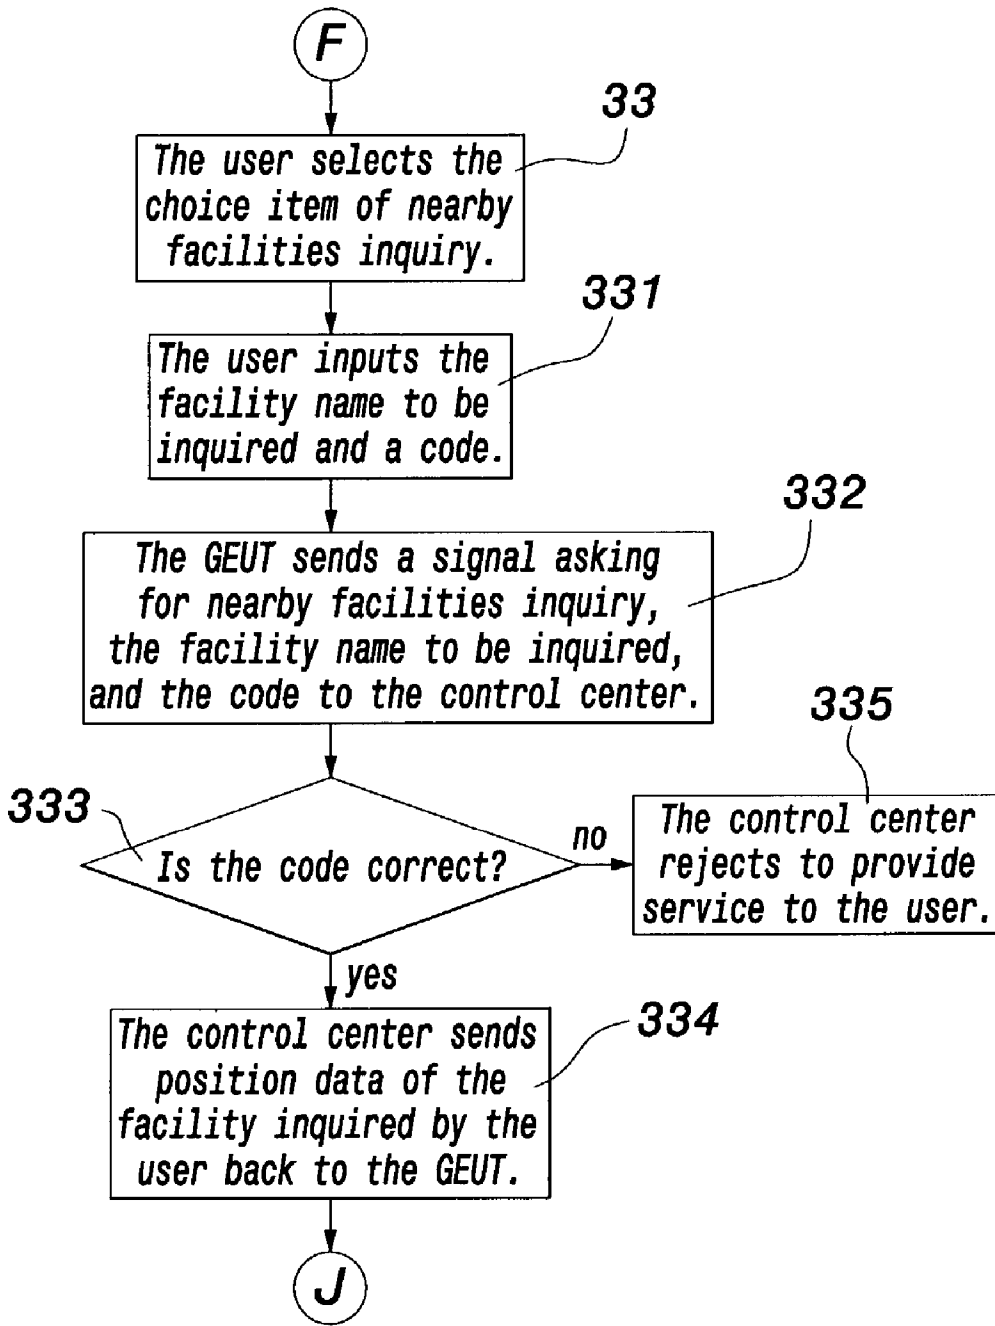 F
33
The user selects the
choice item of nearby
facilities inquiry.
331
The user inputs the
facility name to be
inquired and a code.
332
The GEUT sends a signal asking
for nearby facilities inquiry,
the facility name to be inquired,
and the code to the control center.
333
Is the code correct?
no
335
The control center
rejects to provide
service to the user.
yes
334
The control center sends
position data of the
facility inquired by the
user back to the GEUT.
J